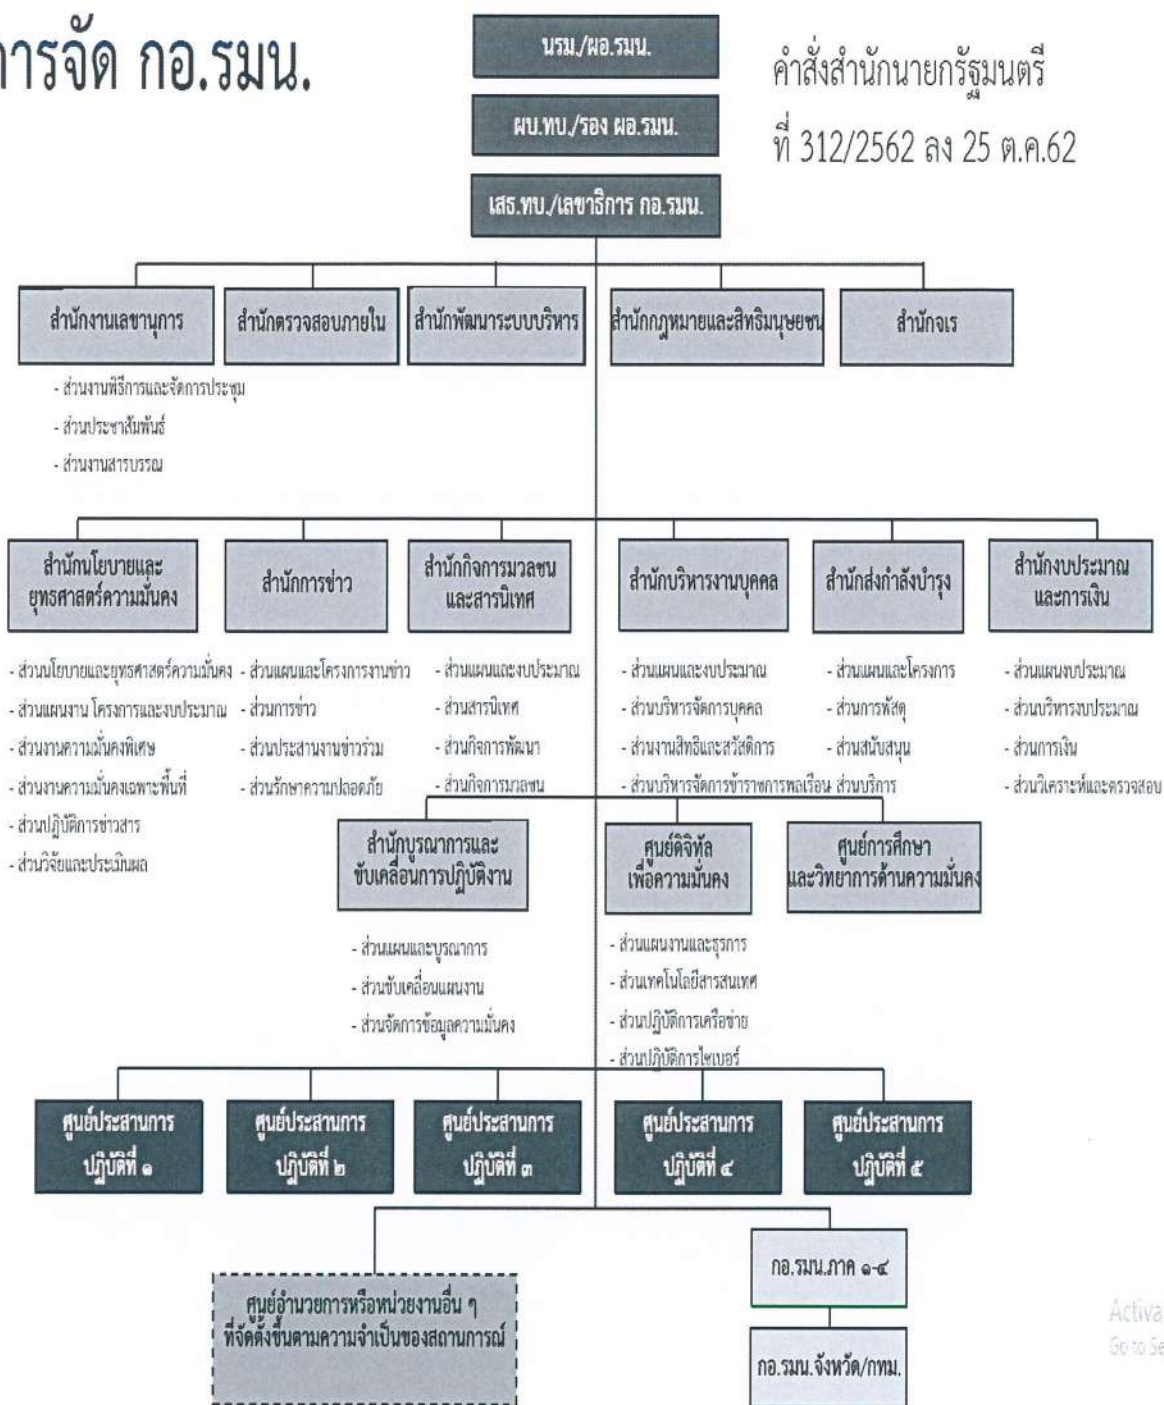 การจัด กอ.รมน.
นรม./ผอ.รมน.
ผบ.ทบ./รอง ผอ.รมน.
เสธ.ทบ./เลขาธิการ กอ.รมน.
คำสั่งสำนักนายกรัฐมนตรี
ที่ 312/2562 ลง 25 ต.ค.62
สำนักงานเลขานุการ
- ส่วนงานพิธีการและจัดการประชุม
- ส่วนประชาสัมพันธ์
- ส่วนงานสารบรรณ
สำนักตรวจสอบภายใน
สำนักพัฒนาระบบบริหาร
สำนักกฎหมายและสิทธิมนุษยชน
สำนักจเร
สำนักนโยบายและ
ยุทธศาสตร์ความมั่นคง
- ส่วนนโยบายและยุทธศาสตร์ความมั่นคง
- ส่วนแผนงาน โครงการและงบประมาณ
- ส่วนงานความมั่นคงพิเศษ
- ส่วนงานความมั่นคงเฉพาะพื้นที่
- ส่วนปฏิบัติการข่าวสาร
- ส่วนวิจัยและประเมินผล
สำนักการข่าว
- ส่วนแผนและโครงการงานข่าว
- ส่วนการข่าว
- ส่วนประสานงานข่าวร่วม
- ส่วนรักษาความปลอดภัย
สำนักกิจการมวลชน
และสารนิเทศ
- ส่วนแผนและงบประมาณ
- ส่วนสารนิเทศ
- ส่วนกิจการพัฒนา
- ส่วนกิจการมวลชน
สำนักบริหารงานบุคคล
- ส่วนแผนและงบประมาณ
- ส่วนบริหารจัดการบุคคล
- ส่วนงานสิทธิและสวัสดิการ
- ส่วนบริหารจัดการข้าราชการพลเรือน
สำนักส่งกำลังบำรุง
- ส่วนแผนและโครงการ
- ส่วนการพัสดุ
- ส่วนสนับสนุน
- ส่วนบริการ
สำนักงบประมาณ
และการเงิน
- ส่วนแผนงบประมาณ
- ส่วนบริหารงบประมาณ
- ส่วนการเงิน
- ส่วนวิเคราะห์และตรวจสอบ
สำนักบูรณาการและ
ขับเคลื่อนการปฏิบัติงาน
- ส่วนแผนและบูรณาการ
- ส่วนขับเคลื่อนแผนงาน
- ส่วนจัดการข้อมูลความมั่นคง
ศูนย์ดิจิทัล
เพื่อความมั่นคง
- ส่วนแผนงานและธุรการ
- ส่วนเทคโนโลยีสารสนเทศ
- ส่วนปฏิบัติการเครือข่าย
- ส่วนปฏิบัติการไซเบอร์
ศูนย์การศึกษา
และวิทยาการด้านความมั่นคง
ศูนย์ประสานการ
ปฏิบัติที่ ๑
ศูนย์ประสานการ
ปฏิบัติที่ ๒
ศูนย์ประสานการ
ปฏิบัติที่ ๓
ศูนย์ประสานการ
ปฏิบัติที่ ๔
ศูนย์ประสานการ
ปฏิบัติที่ ๕
ศูนย์อำนวยการหรือหน่วยงานอื่น ๆ
ที่จัดตั้งขึ้นตามความจำเป็นของสถานการณ์
กอ.รมน.ภาค ๑-๔
กอ.รมน.จังหวัด/กทม.
Activa
Go to Se